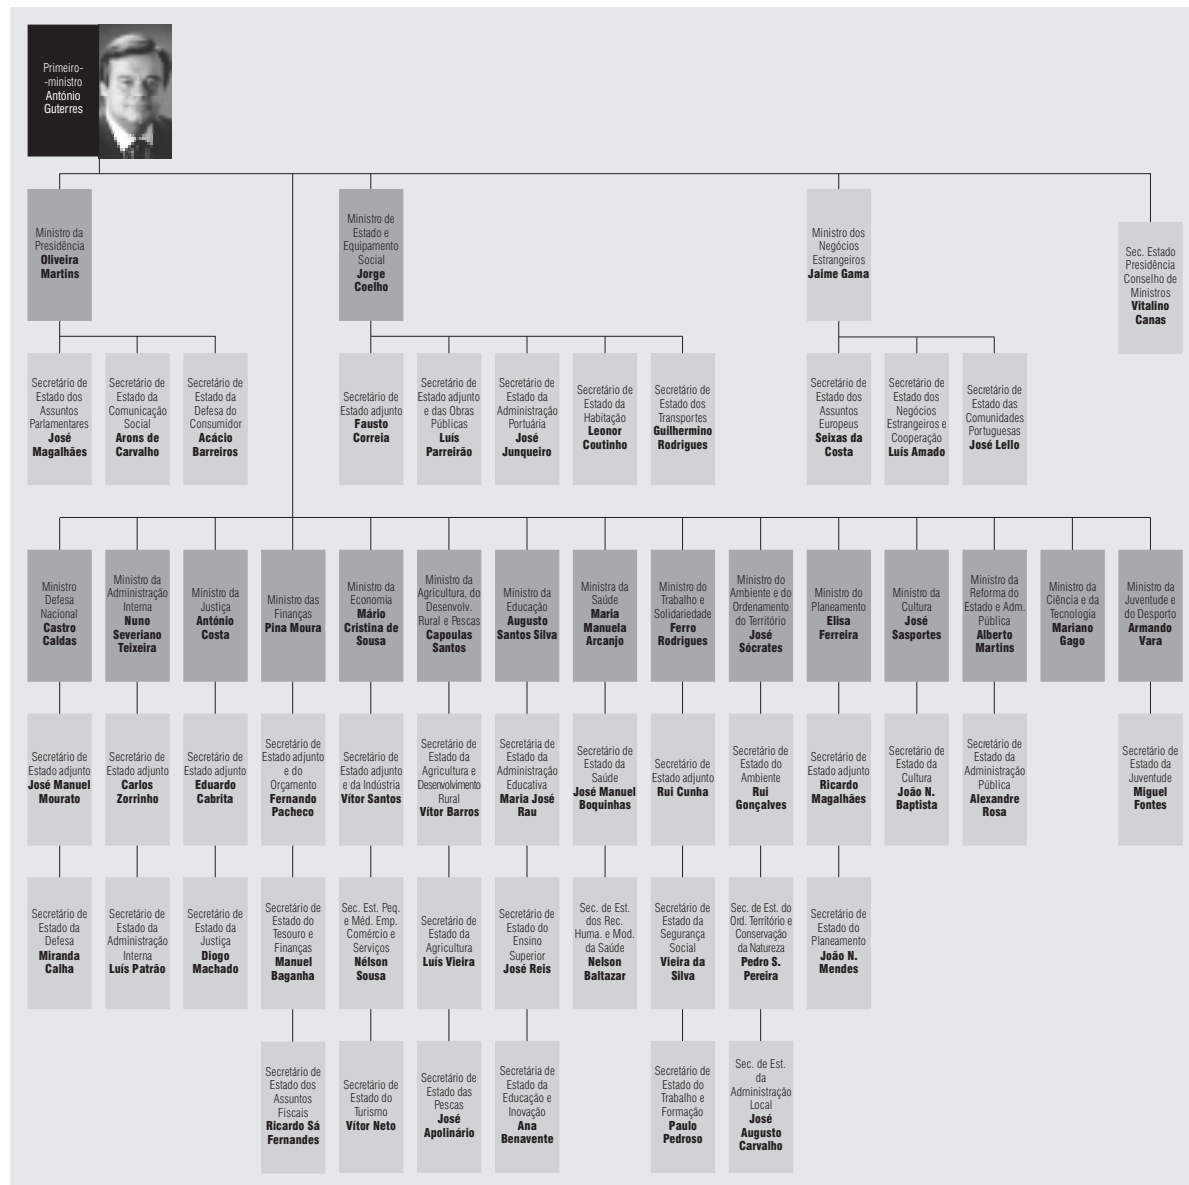 Primeiro-
-ministro
António
Guterres
Ministro da
Presidência
Oliveira
Martins
Ministro de
Estado e
Equipamento
Social
Jorge
Coelho
Ministro dos
Negócios
Estrangeiros
Jaime Gama
Sec. Estado
Presidência
Conselho de
Ministros
Vitalino
Canas
Secretário de
Estado dos
Assuntos
Parlamentares
José
Magalhães
Secretário de
Estado da
Comunicação
Social
Arons de
Carvalho
Secretário de
Estado da
Defesa do
Consumidor
Acácio
Barreiros
Secretário de
Estado adjunto
Fausto
Correia
Secretário de
Estado adjunto
e das Obras
Públicas
Luís
Parreirão
Secretário de
Estado da
Administração
Portuária
José
Junqueiro
Secretário de
Estado da
Habitação
Leonor
Coutinho
Secretário de
Estado dos
Transportes
Guilhermino
Rodrigues
Secretário de
Estado dos
Assuntos
Europeus
Seixas da
Costa
Secretário de
Estado dos
Negócios
Estrangeiros e
Cooperação
Luís Amado
Secretário de
Estado das
Comunidades
Portuguesas
José Lello
Ministro
Defesa
Nacional
Castro
Caldas
Ministro da
Administração
Interna
Nuno
Severiano
Teixeira
Ministro da
Justiça
António
Costa
Ministro das
Finanças
Pina Moura
Ministro da
Economia
Mário
Cristina de
Sousa
Ministro da
Agricultura, do
Desenvolv.
Rural e Pescas
Capoulas
Santos
Ministro da
Educação
Augusto
Santos Silva
Ministra da
Saúde
Maria
Manuela
Arcanjo
Ministro do
Trabalho e
Solidariedade
Ferro
Rodrigues
Ministro do
Ambiente e do
Ordenamento
do Território
José
Sócrates
Ministro do
Planeamento
Elisa
Ferreira
Ministro da
Cultura
José
Sasportes
Ministro da
Reforma do
Estado e Adm.
Pública
Alberto
Martins
Ministro da
Ciência e da
Tecnologia
Mariano
Gago
Ministro da
Juventude e
do Desporto
Armando
Vara
Secretário de
Estado adjunto
José Manuel
Mourato
Secretário de
Estado adjunto
Carlos
Zorrinho
Secretário de
Estado adjunto
Eduardo
Cabrita
Secretário de
Estado adjunto
e do
Orçamento
Fernando
Pacheco
Secretário de
Estado adjunto
e da Indústria
Vítor Santos
Secretário de
Estado da
Agricultura e
Desenvolvimento
Rural
Vítor Barros
Secretária de
Estado da
Administração
Educativa
Maria José
Rau
Secretário de
Estado da
Saúde
José Manuel
Boquinhas
Secretário de
Estado adjunto
Rui Cunha
Secretário de
Estado do
Ambiente
Rui
Gonçalves
Secretário de
Estado adjunto
Ricardo
Magalhães
Secretário de
Estado da
Cultura
João N.
Baptista
Secretário de
Estado da
Administração
Pública
Alexandre
Rosa
Secretário de
Estado da
Juventude
Miguel
Fontes
Secretário de
Estado da
Defesa
Miranda
Calha
Secretário de
Estado da
Administração
Interna
Luís Patrão
Secretário de
Estado da
Justiça
Diogo
Machado
Secretário de
Estado do
Tesouro e
Finanças
Manuel
Baganha
Sec. Est. Peq.
e Méd. Emp.
Comércio e
Serviços
Nélson
Sousa
Secretário de
Estado da
Agricultura
Luís Vieira
Secretário de
Estado do
Ensino
Superior
José Reis
Sec. de Est.
dos Rec.
Huma. e Mod.
da Saúde
Nelson
Baltazar
Secretário de
Estado da
Segurança
Social
Vieira da
Silva
Sec. de Est. do
Ord. Território e
Conservação
da Natureza
Pedro S.
Pereira
Secretário de
Estado do
Planeamento
João N.
Mendes
Secretário de
Estado dos
Assuntos
Fiscais
Ricardo Sá
Fernandes
Secretário de
Estado do
Turismo
Vítor Neto
Secretário de
Estado das
Pescas
José
Apolinário
Secretária de
Estado da
Educação e
Inovação
Ana
Benavente
Secretário de
Estado do
Trabalho e
Formação
Paulo
Pedroso
Sec. de Est.
da
Administração
Local
José
Augusto
Carvalho